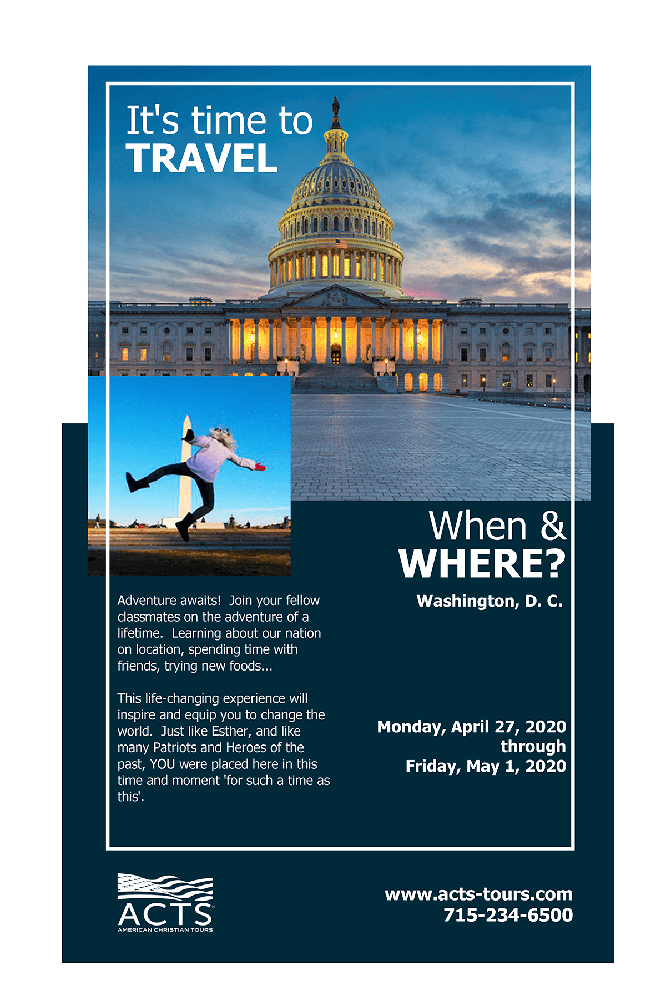 It's time to
TRAVEL
When &
WHERE?
Washington, D. C.
Adventure awaits!  Join your fellow
classmates on the adventure of a
lifetime.  Learning about our nation
on location, spending time with
friends, trying new foods...
This life-changing experience will
inspire and equip you to change the
world.  Just like Esther, and like
many Patriots and Heroes of the
past, YOU were placed here in this
time and moment 'for such a time as
this'.
Monday, April 27, 2020
through
Friday, May 1, 2020
ACTS®
AMERICAN CHRISTIAN TOURS
www.acts-tours.com
715-234-6500